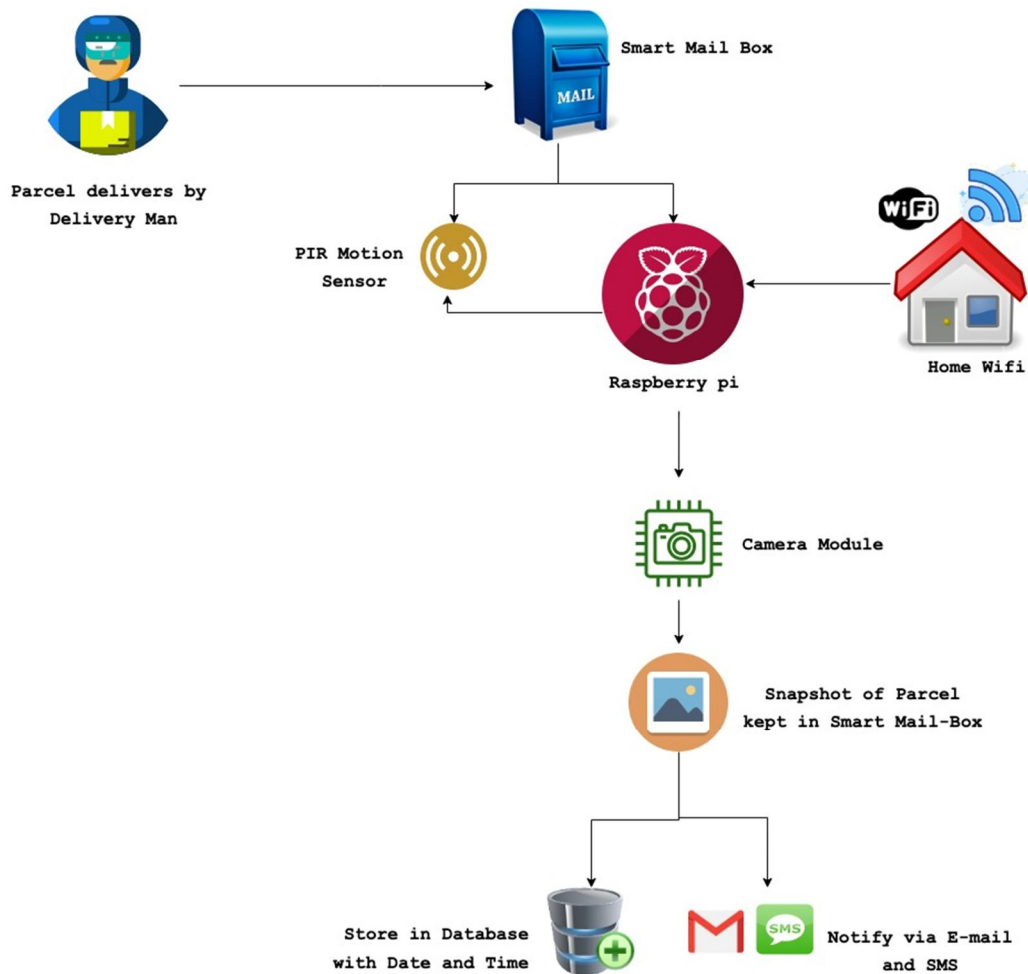 Smart Mail Box
MAIL
Parcel delivers by
Delivery Man
WiFi
PIR Motion
Sensor
Home Wifi
Raspberry pi
Camera Module
Snapshot of Parcel
kept in Smart Mail-Box
Store in Database
with Date and Time
SMS
Notify via E-mail
and SMS